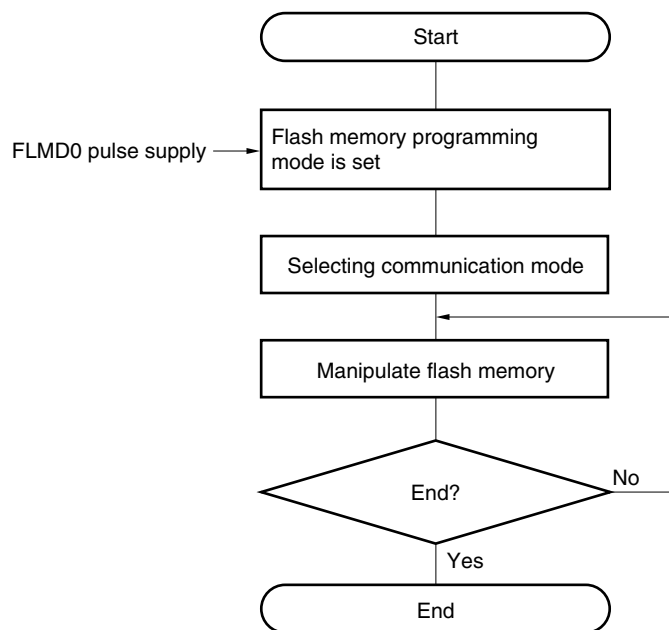 Start
FLMD0 pulse supply
Flash memory programming
mode is set
Selecting communication mode
Manipulate flash memory
End?
No
Yes
End